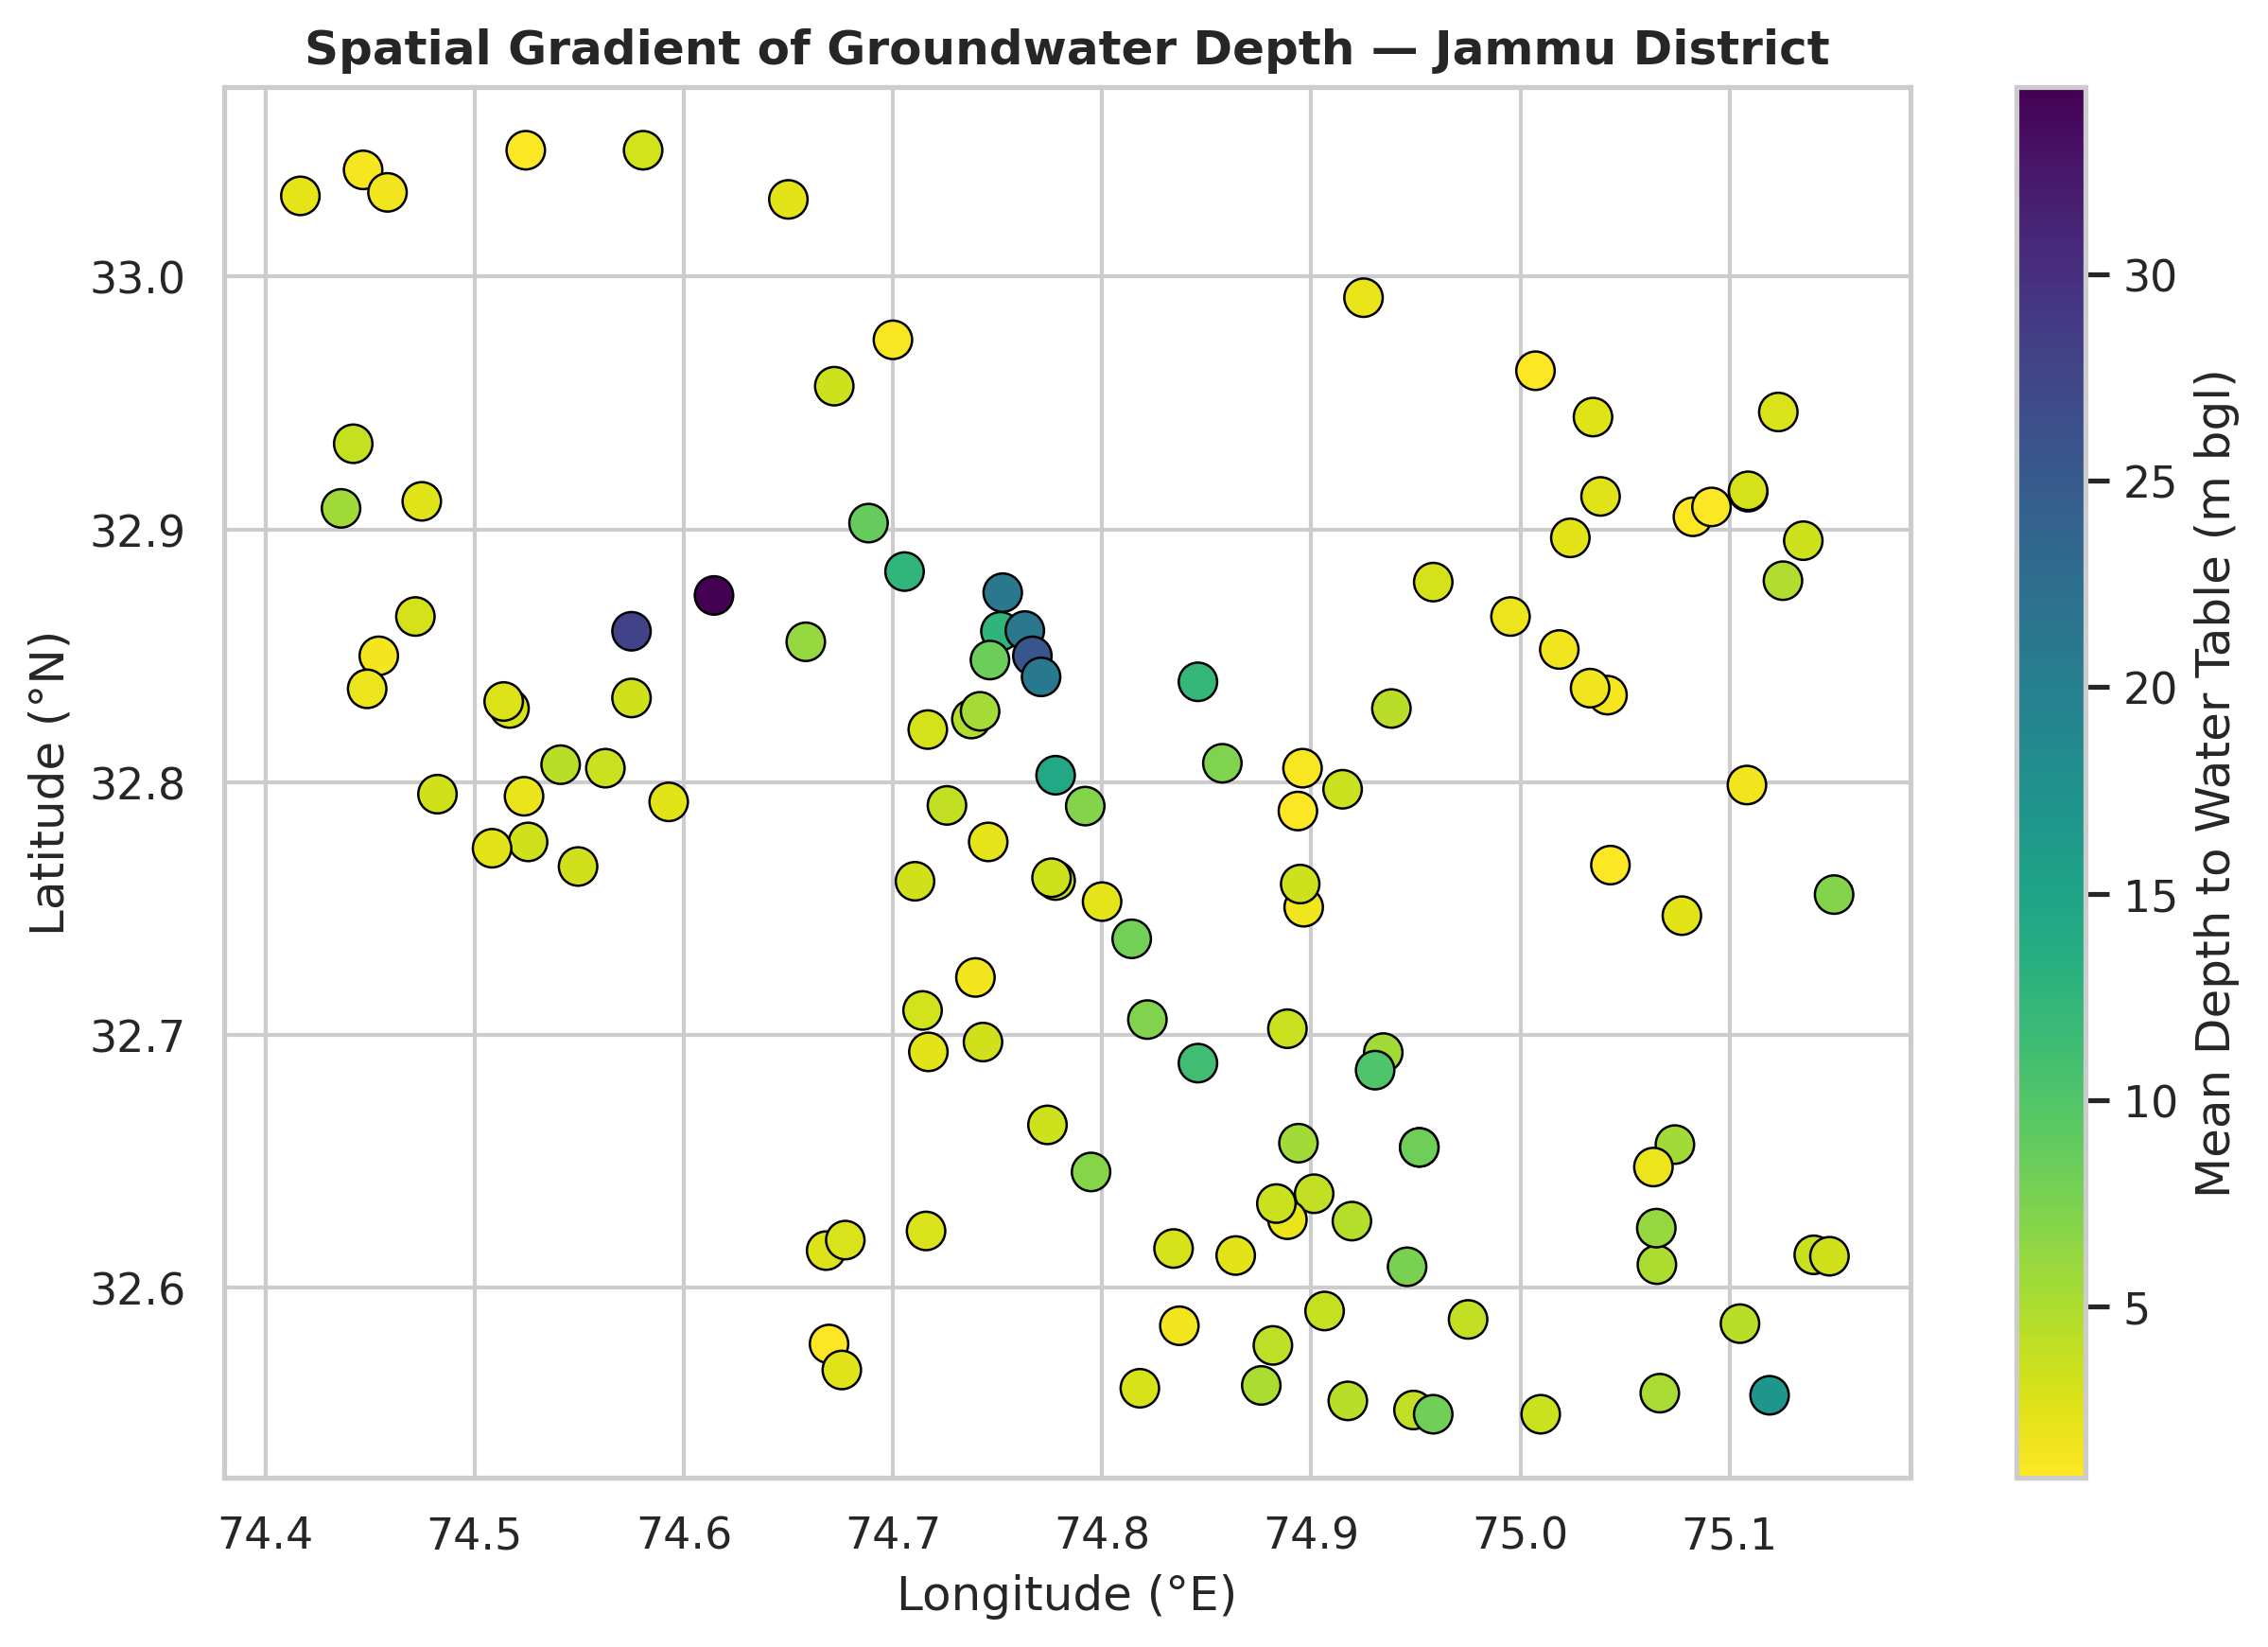 Spatial Gradient of Groundwater Depth — Jammu District
Latitude (°N)
33.0
32.9
32.8
32.7
32.6
74.4 74.5 74.6 74.7 74.8 74.9 75.0 75.1
Longitude (°E)
30
25
20
15
10
5
Mean Depth to Water Table (m bgl)